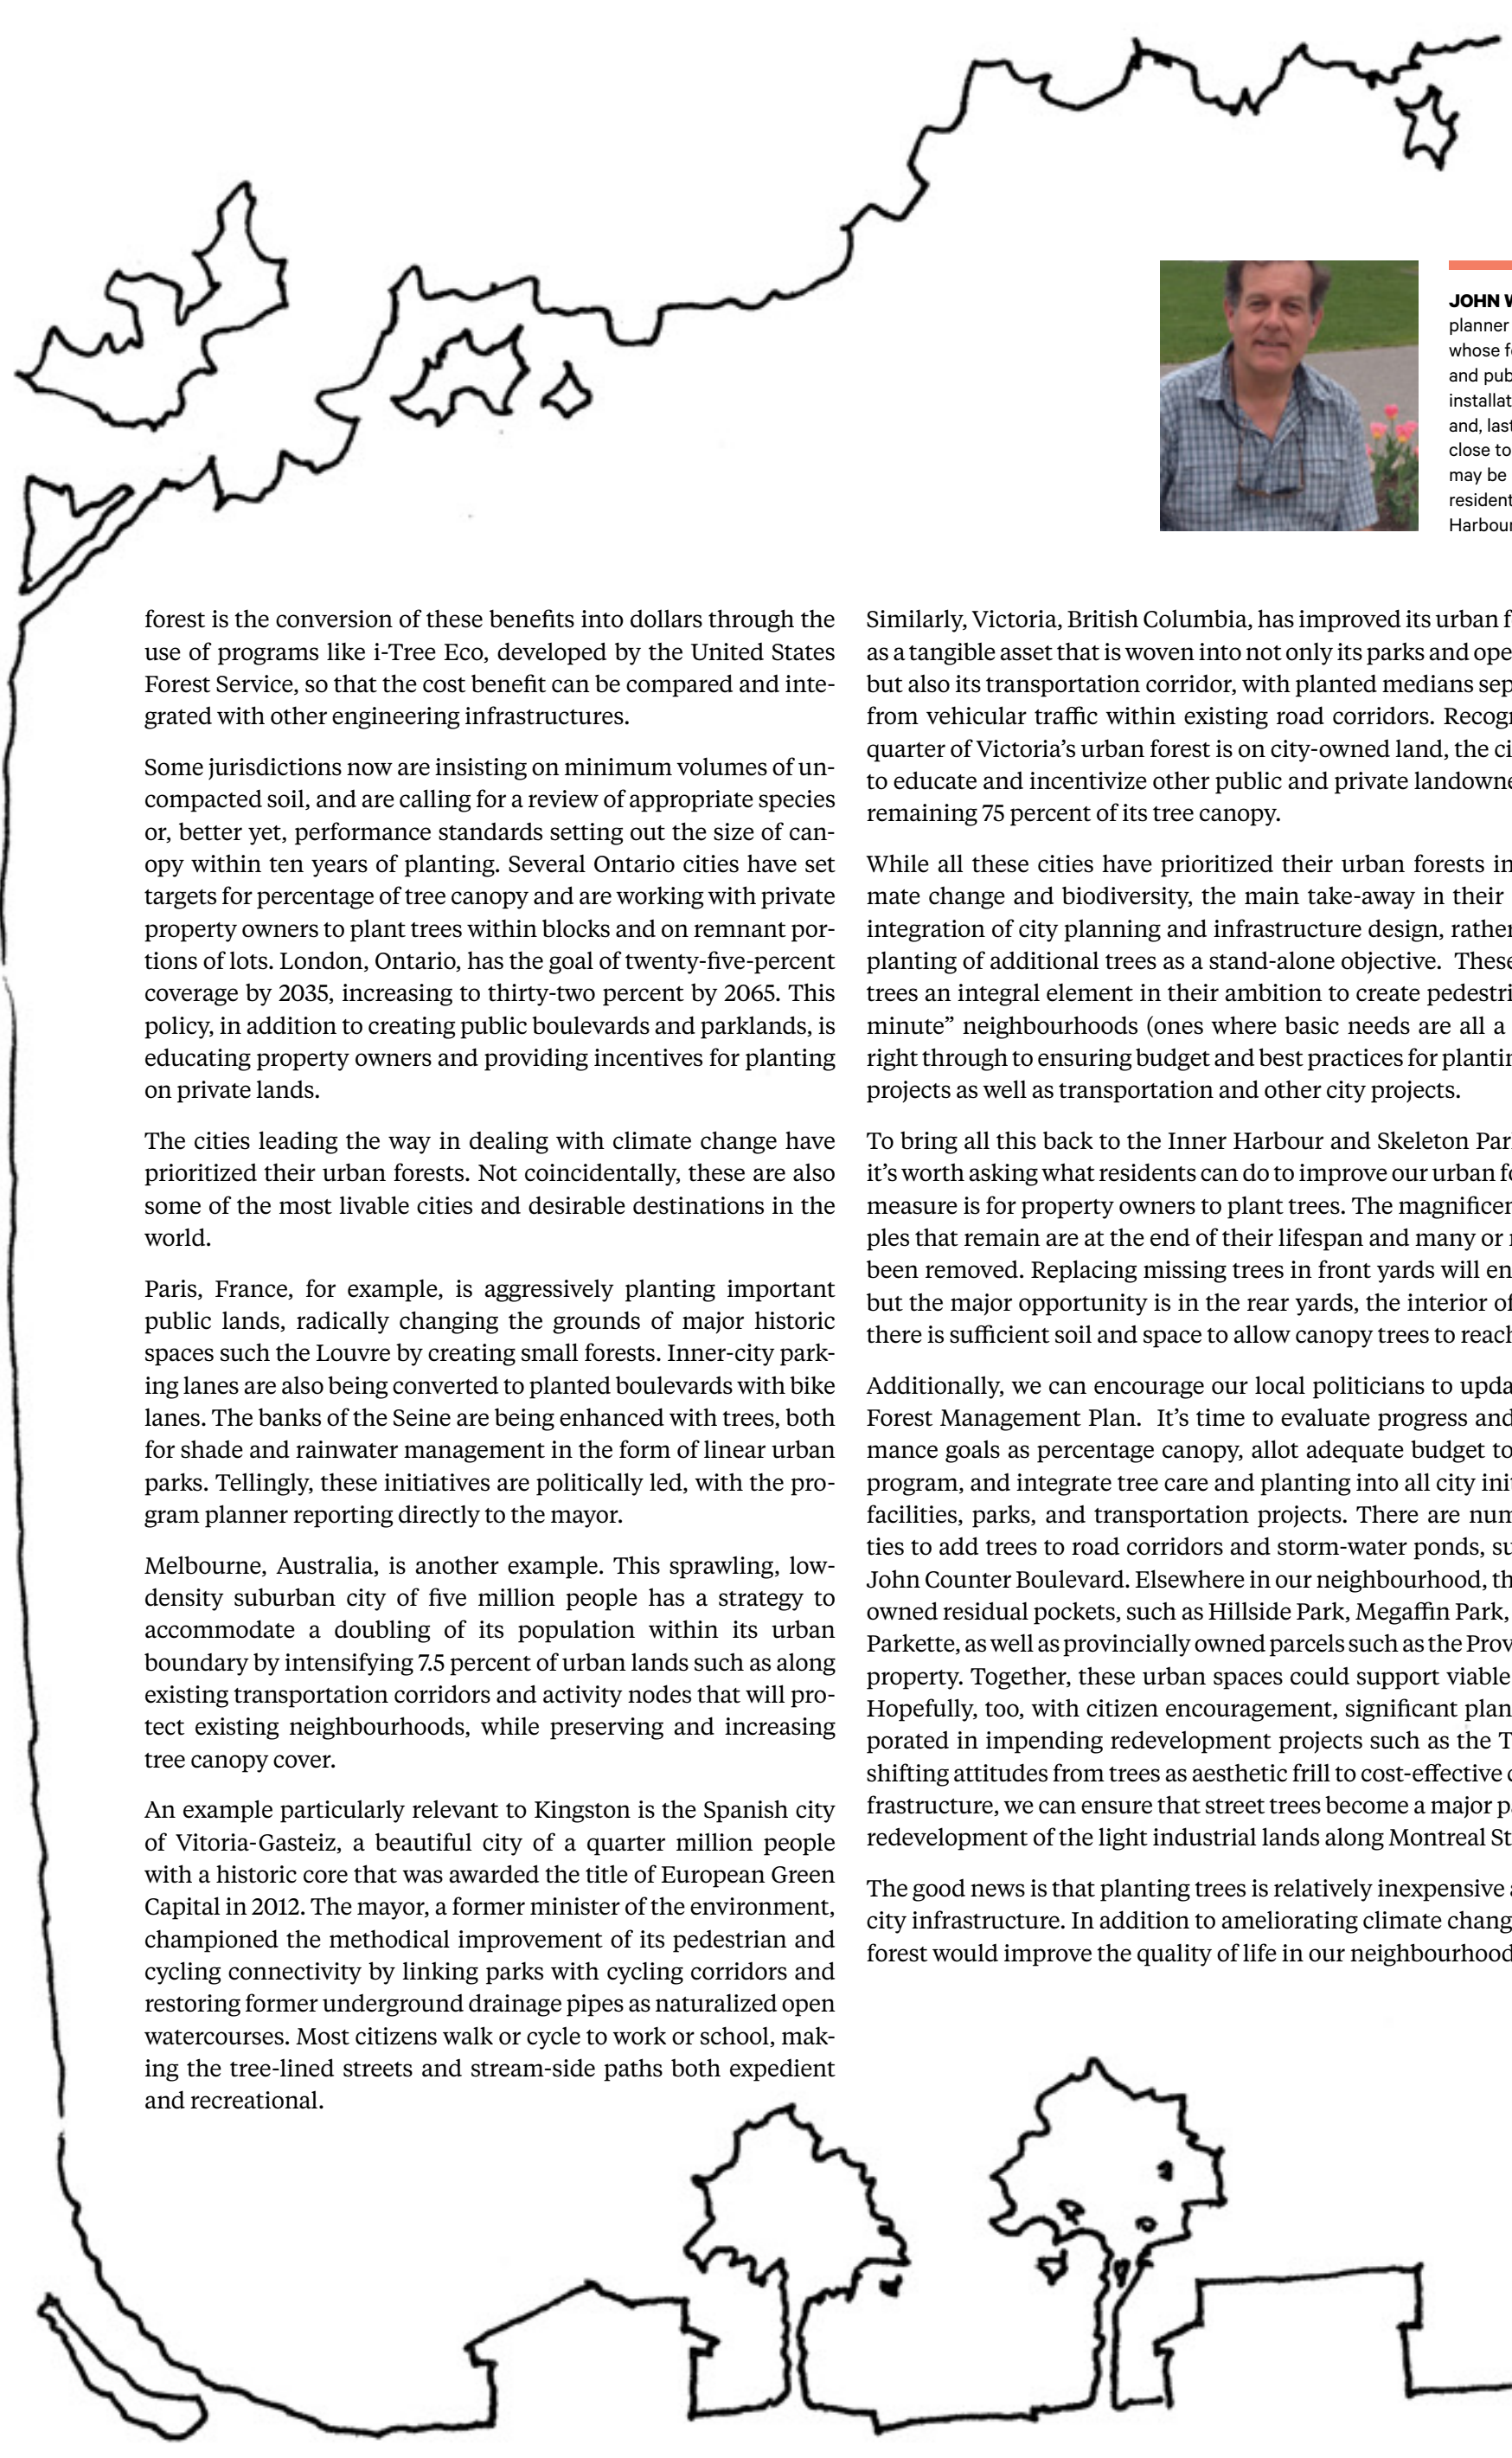 JOHN W
planner
whose f
and pub
installat
and, last
close to
may be
resident
Harbour
forest is the conversion of these benefits into dollars through the
use of programs like i-Tree Eco, developed by the United States
Forest Service, so that the cost benefit can be compared and inte-
grated with other engineering infrastructures.
Some jurisdictions now are insisting on minimum volumes of un-
compacted soil, and are calling for a review of appropriate species
or, better yet, performance standards setting out the size of can-
opy within ten years of planting. Several Ontario cities have set
targets for percentage of tree canopy and are working with private
property owners to plant trees within blocks and on remnant por-
tions of lots. London, Ontario, has the goal of twenty-five-percent
coverage by 2035, increasing to thirty-two percent by 2065. This
policy, in addition to creating public boulevards and parklands, is
educating property owners and providing incentives for planting
on private lands.
The cities leading the way in dealing with climate change have
prioritized their urban forests. Not coincidentally, these are also
some of the most livable cities and desirable destinations in the
world.
Paris, France, for example, is aggressively planting important
public lands, radically changing the grounds of major historic
spaces such the Louvre by creating small forests. Inner-city park-
ing lanes are also being converted to planted boulevards with bike
lanes. The banks of the Seine are being enhanced with trees, both
for shade and rainwater management in the form of linear urban
parks. Tellingly, these initiatives are politically led, with the pro-
gram planner reporting directly to the mayor.
Melbourne, Australia, is another example. This sprawling, low-
density suburban city of five million people has a strategy to
accommodate a doubling of its population within its urban
boundary by intensifying 7.5 percent of urban lands such as along
existing transportation corridors and activity nodes that will pro-
tect existing neighbourhoods, while preserving and increasing
tree canopy cover.
An example particularly relevant to Kingston is the Spanish city
of Vitoria-Gasteiz, a beautiful city of a quarter million people
with a historic core that was awarded the title of European Green
Capital in 2012. The mayor, a former minister of the environment,
championed the methodical improvement of its pedestrian and
cycling connectivity by linking parks with cycling corridors and
restoring former underground drainage pipes as naturalized open
watercourses. Most citizens walk or cycle to work or school, mak-
ing the tree-lined streets and stream-side paths both expedient
and recreational.
Similarly, Victoria, British Columbia, has improved its urban f
as a tangible asset that is woven into not only its parks and ope
but also its transportation corridor, with planted medians sep
from vehicular traffic within existing road corridors. Recogn
quarter of Victoria's urban forest is on city-owned land, the ci
to educate and incentivize other public and private landowne
remaining 75 percent of its tree canopy.
While all these cities have prioritized their urban forests in
mate change and biodiversity, the main take-away in their
integration of city planning and infrastructure design, rather
planting of additional trees as a stand-alone objective. These
trees an integral element in their ambition to create pedestri
minute” neighbourhoods (ones where basic needs are all a
right through to ensuring budget and best practices for plantin
projects as well as transportation and other city projects.
To bring all this back to the Inner Harbour and Skeleton Par
it's worth asking what residents can do to improve our urban fo
measure is for property owners to plant trees. The magnificen
ples that remain are at the end of their lifespan and many or
been removed. Replacing missing trees in front yards will en
but the major opportunity is in the rear yards, the interior of
there is sufficient soil and space to allow canopy trees to reach
Additionally, we can encourage our local politicians to upda
Forest Management Plan. It's time to evaluate progress and
mance goals as percentage canopy, allot adequate budget to
program, and integrate tree care and planting into all city init
facilities, parks, and transportation projects. There are num
ties to add trees to road corridors and storm-water ponds, su
John Counter Boulevard. Elsewhere in our neighbourhood, th
owned residual pockets, such as Hillside Park, Megaffin Park,
Parkette, as well as provincially owned parcels such as the Prov
property. Together, these urban spaces could support viable
Hopefully, too, with citizen encouragement, significant plan
porated in impending redevelopment projects such as the T
shifting attitudes from trees as aesthetic frill to cost-effective
frastructure, we can ensure that street trees become a major p
redevelopment of the light industrial lands along Montreal St
The good news is that planting trees is relatively inexpensive
city infrastructure. In addition to ameliorating climate chang
forest would improve the quality of life in our neighbourhood